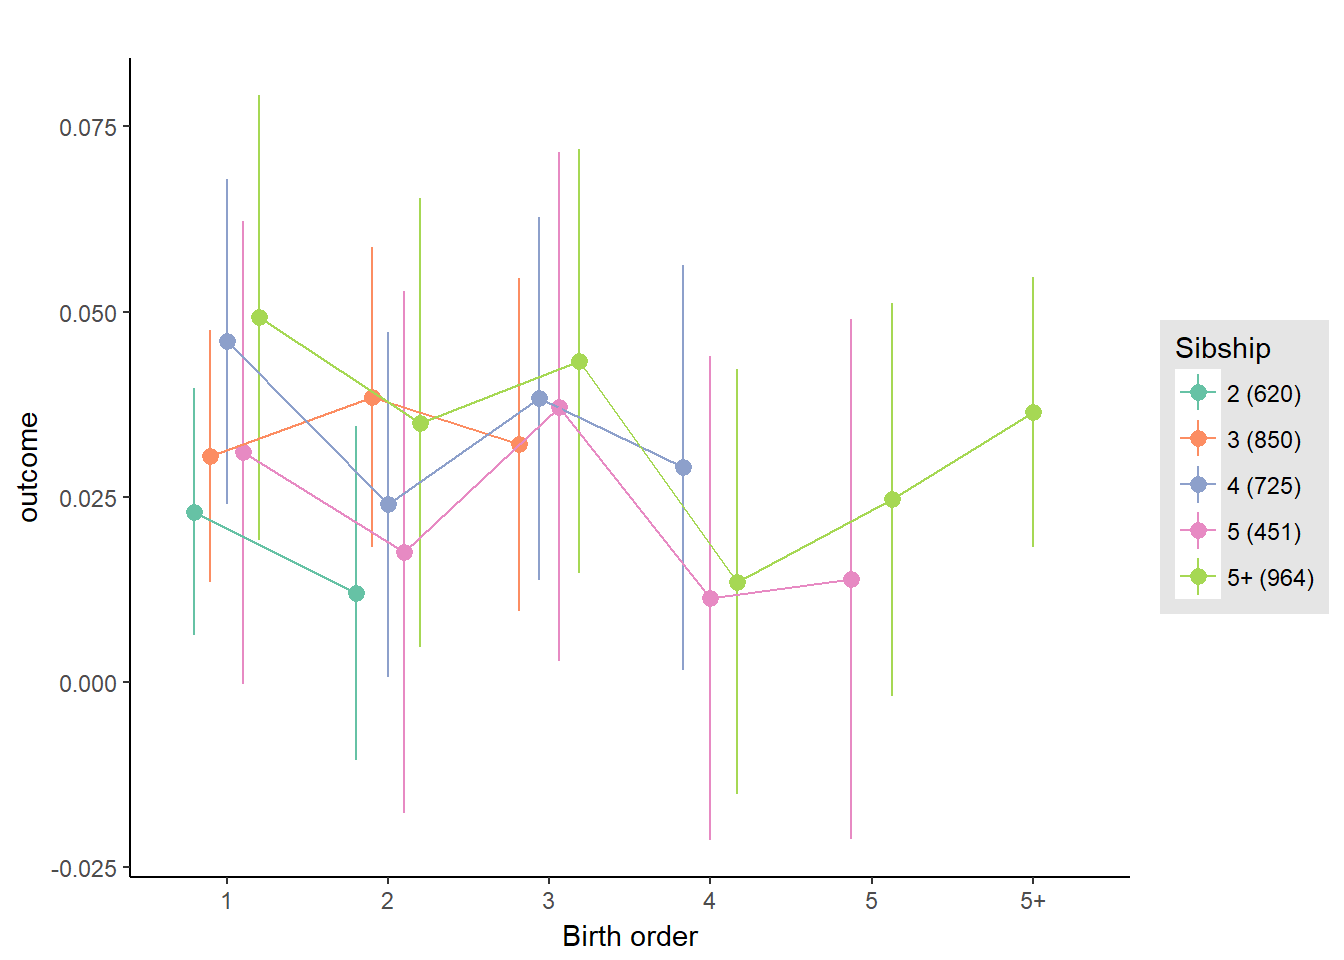 0.075
0.050
0.025
0.000
-0.025
outcome
1 2 3 4 5 5+
Birth order
Sibship
2 (620)
3 (850)
4 (725)
5 (451)
5+ (964)